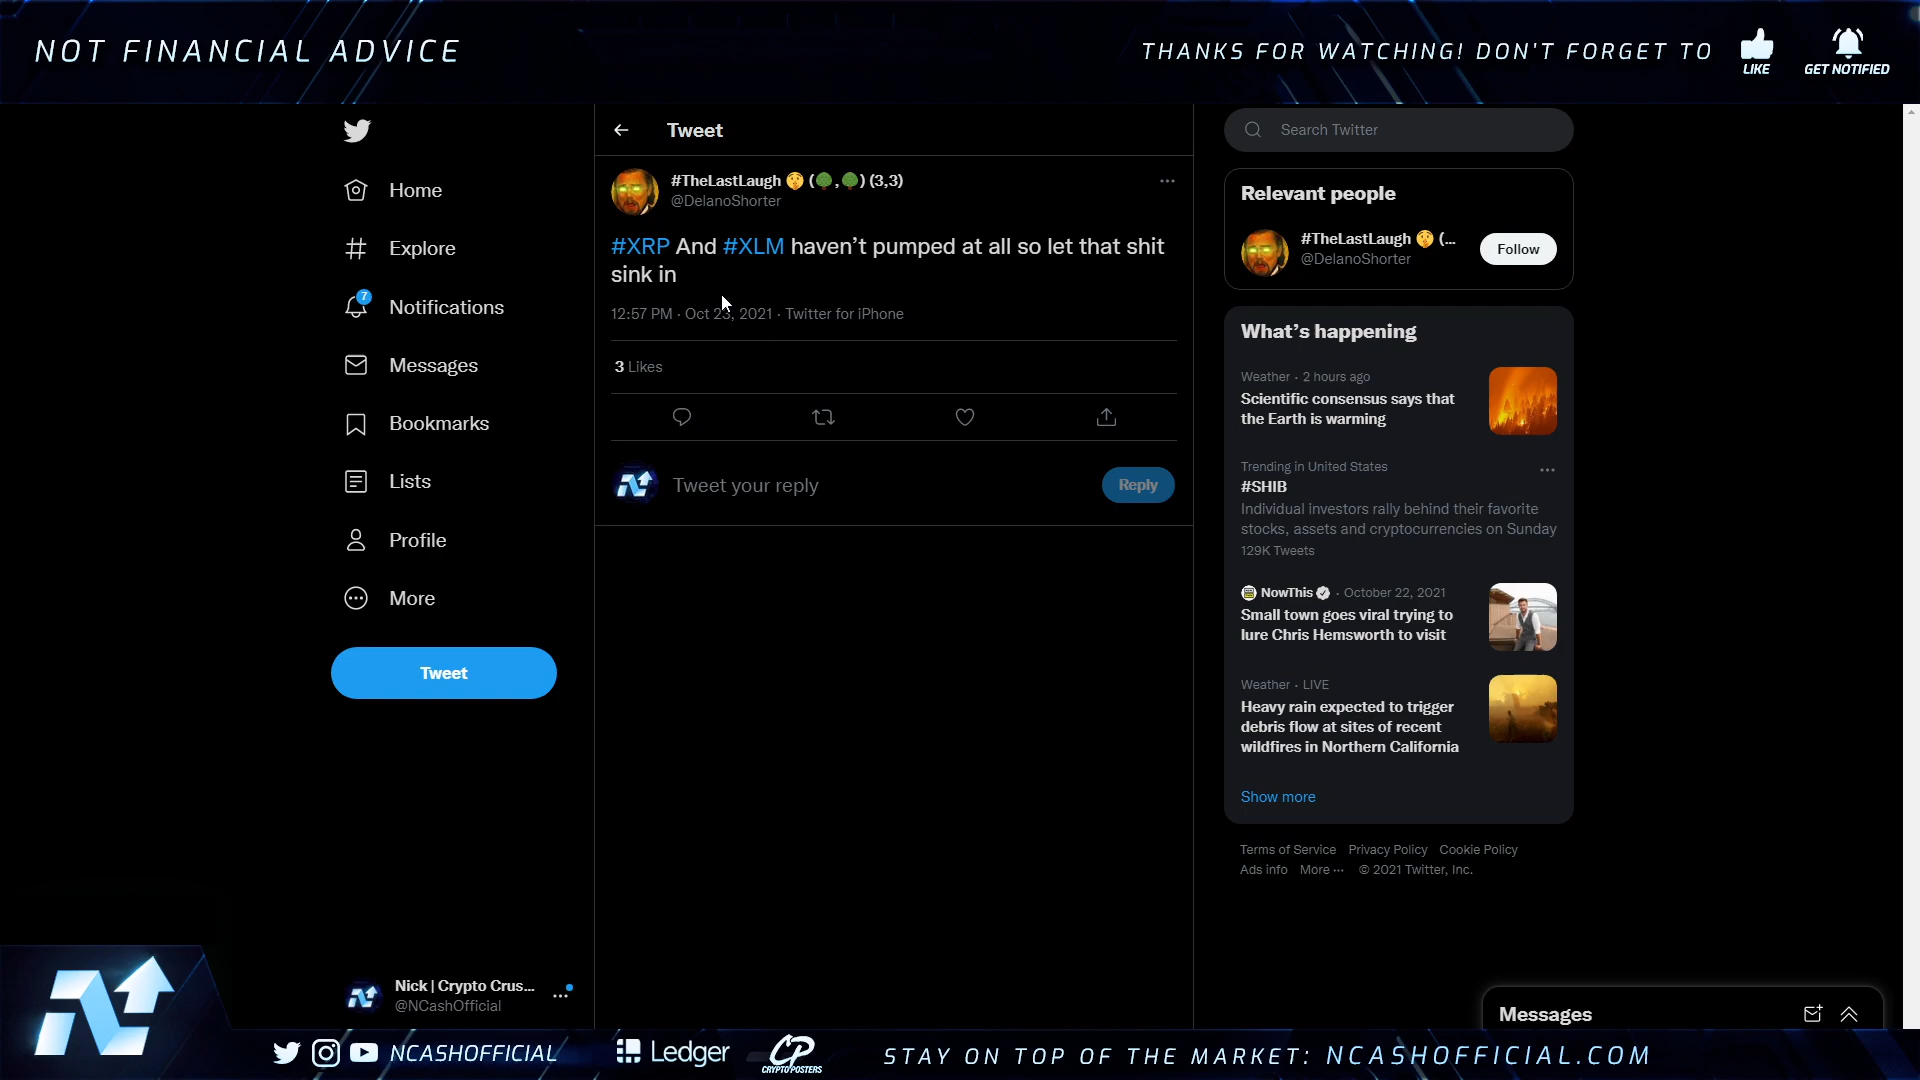 NOT FINANCIAL ADVICE
THANKS FOR WATCHING! DON'T FORGET TO
LIKE
GET NOTIFIED
Home
Explore
7
Notifications
Messages
Bookmarks
Lists
Profile
More
Tweet
Nick | Crypto Crus...
@NCashOfficial
Tweet
#TheLastLaugh 🤫 (🌳,🌳) (3,3)
@DelanoShorter
#XRP And #XLM haven’t pumped at all so let that shit
sink in
12:57 PM · Oct 23, 2021 · Twitter for iPhone
3 Likes
Tweet your reply
Reply
Search Twitter
Relevant people
#TheLastLaugh 🤫 (...
@DelanoShorter
Follow
What’s happening
Weather · 2 hours ago
Scientific consensus says that
the Earth is warming
Trending in United States
#SHIB
Individual investors rally behind their favorite
stocks, assets and cryptocurrencies on Sunday
129K Tweets
NowThis · October 22, 2021
Small town goes viral trying to
lure Chris Hemsworth to visit
Weather · LIVE
Heavy rain expected to trigger
debris flow at sites of recent
wildfires in Northern California
Show more
Terms of Service Privacy Policy Cookie Policy
Ads info More ··· © 2021 Twitter, Inc.
Messages
NCASHOFFICIAL
Ledger
CP
CRYPTOPOSTERS
STAY ON TOP OF THE MARKET: NCASHOFFICIAL.COM